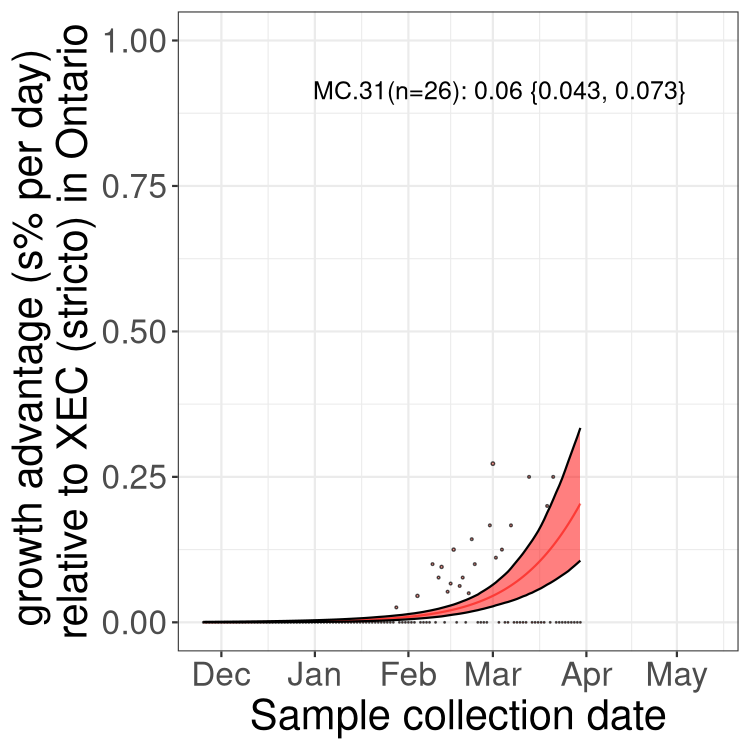 growth advantage (s% per day)
relative to XEC (stricto) in Ontario
1.00
0.75
0.50
0.25
0.00
MC.31(n=26): 0.06 {0.043, 0.073}
Dec Jan Feb Mar Apr May
Sample collection date